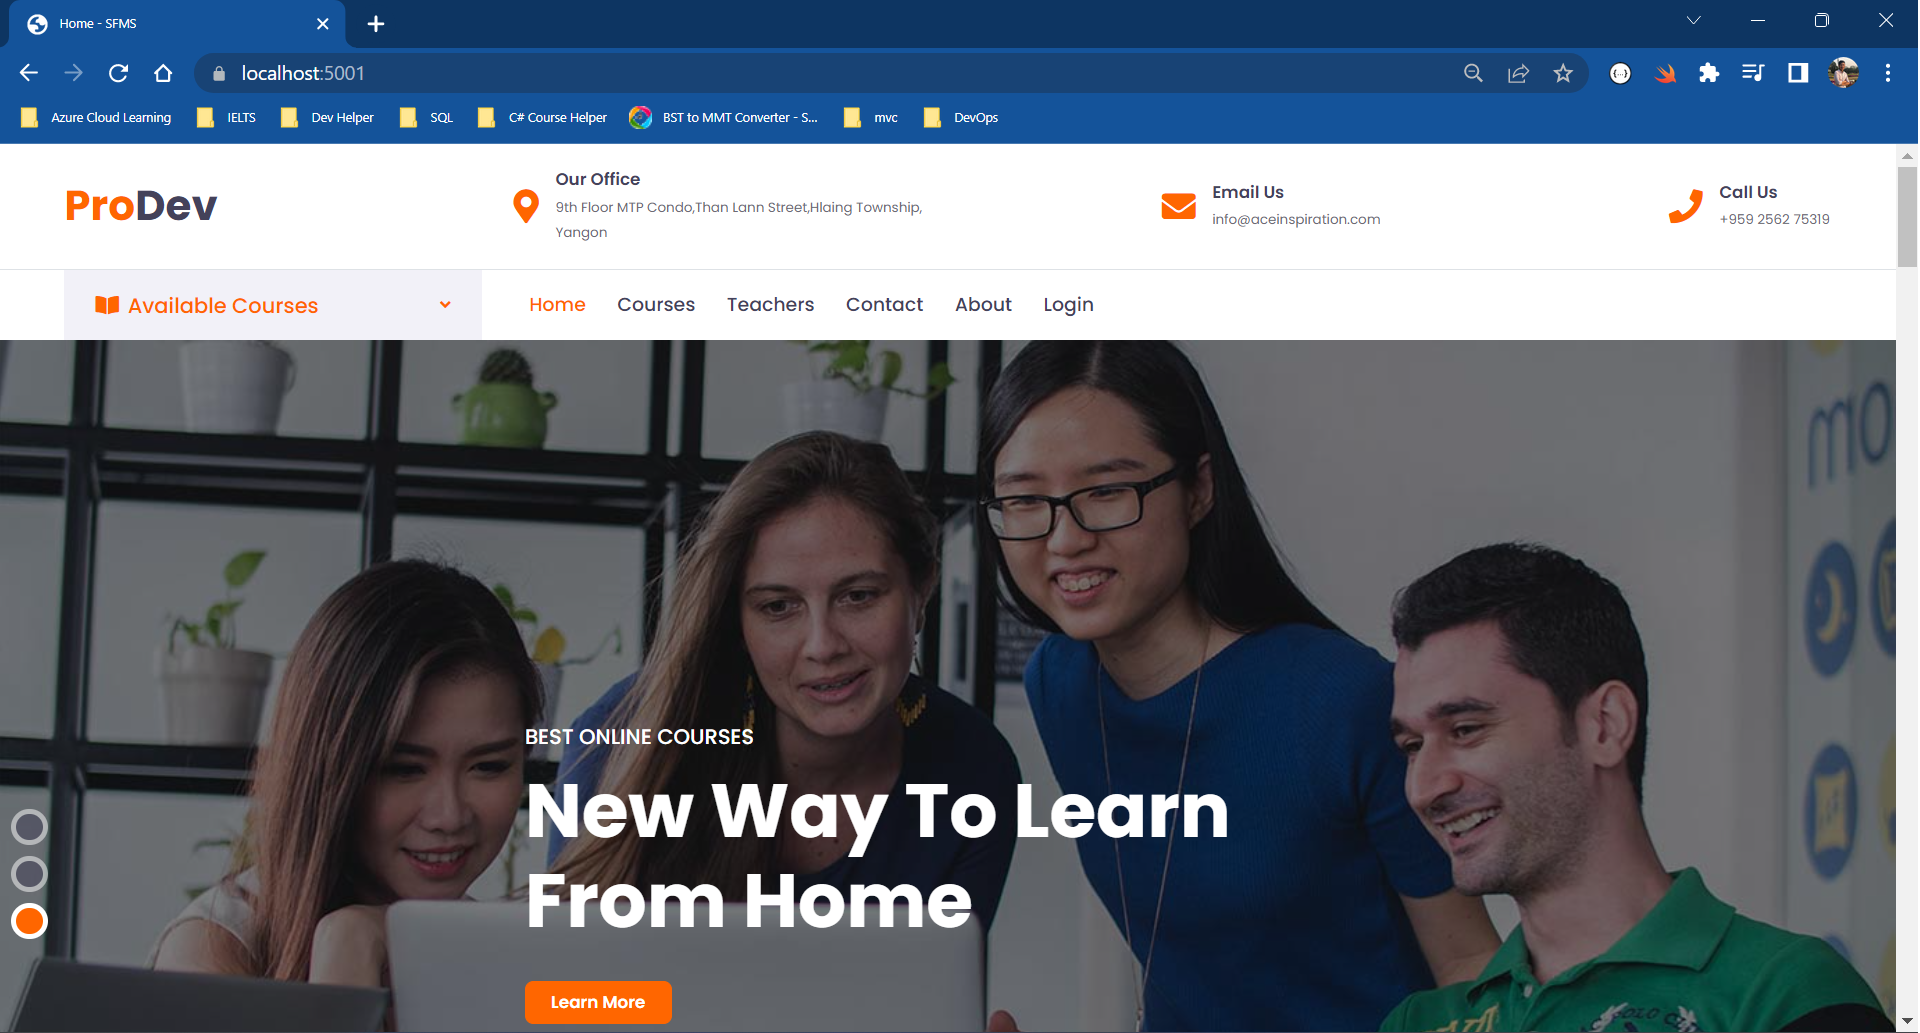 Home - SFMS
localhost:5001
Azure Cloud Learning
IELTS
Dev Helper
SQL
C# Course Helper
BST to MMT Converter - S...
mvc
DevOps
ProDev
Our Office
9th Floor MTP Condo,Than Lann Street,Hlaing Township,
Yangon
Email Us
info@aceinspiration.com
Call Us
+959 2562 75319
Available Courses
Home
Courses
Teachers
Contact
About
Login
BEST ONLINE COURSES
New Way To Learn
From Home
Learn More